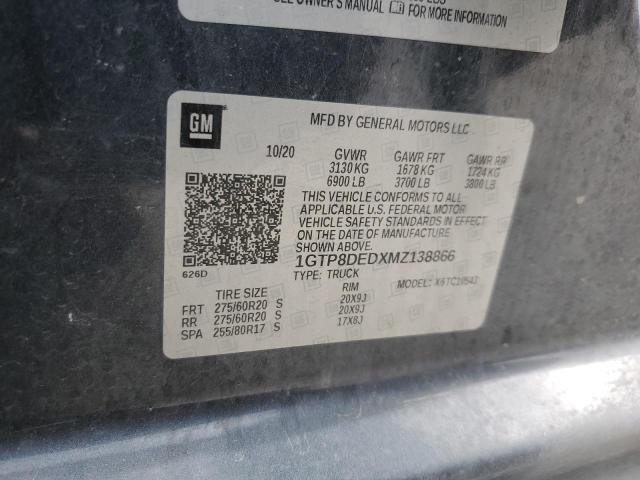 SEE OWNER'S MANUAL FOR MORE INFORMATION
GM
MFD BY GENERAL MOTORS LLC
10/20 GVWR GAWR FRT GAWR RR
3130 KG 1678 KG 1724 KG
6900 LB 3700 LB 3800 LB
THIS VEHICLE CONFORMS TO ALL
APPLICABLE U.S. FEDERAL MOTOR
VEHICLE SAFETY STANDARDS IN EFFECT
ON THE DATE OF MANUFACTURE
SHOWN ABOVE.
1GTP8DEDXMZ138866
626D
TYPE: TRUCK MODEL:
TIRE SIZE RIM
FRT 275/60R20 S 20X9J
RR 275/60R20 S 20X9J
SPA 255/80R17 S 17X8J